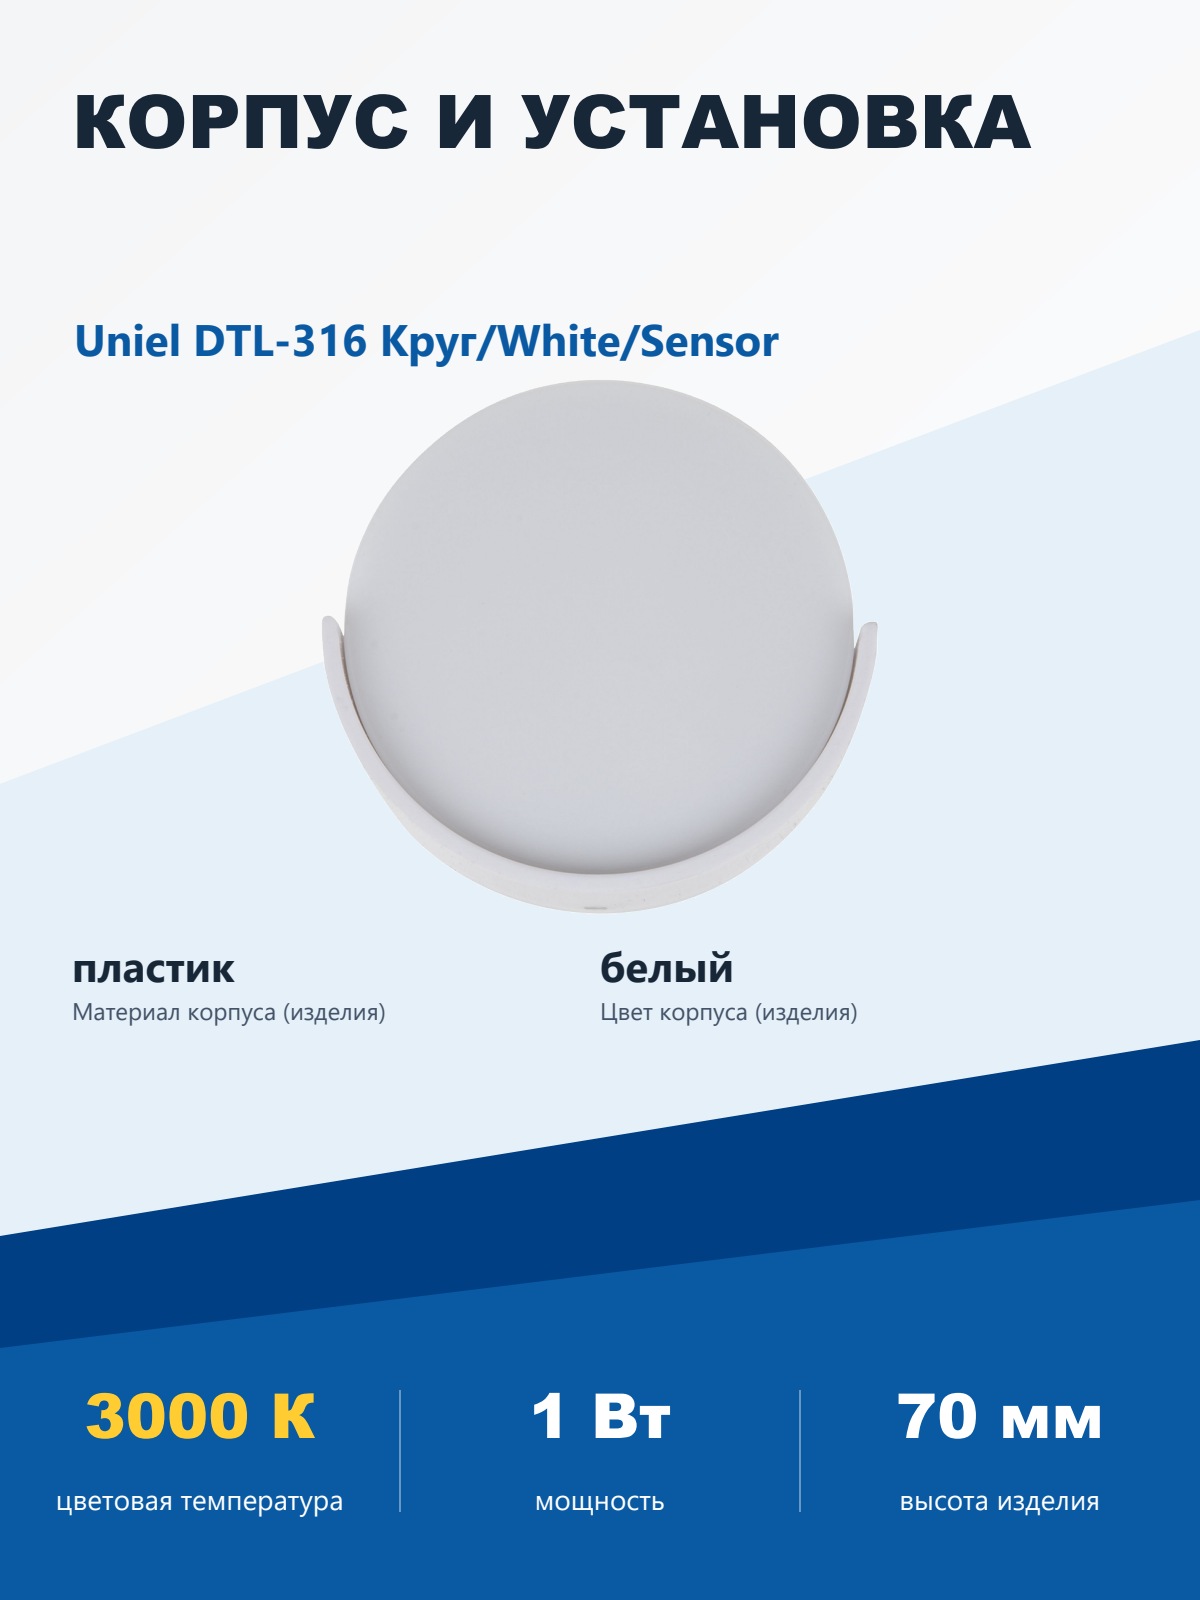 КОРПУС И УСТАНОВКА
Uniel DTL-316 Круг/White/Sensor
пластик
Материал корпуса (изделия)
белый
Цвет корпуса (изделия)
3000 К
цветовая температура
1 Вт
мощность
70 мм
высота изделия